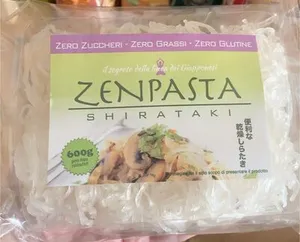 ZERO ZUCCHERI - ZERO GRASSI - ZERO GLUTINE
il segreto della linea dei Giapponesi!
ZENPASTA
SHIRATAKI
600g
便利な
乾燥しらたき